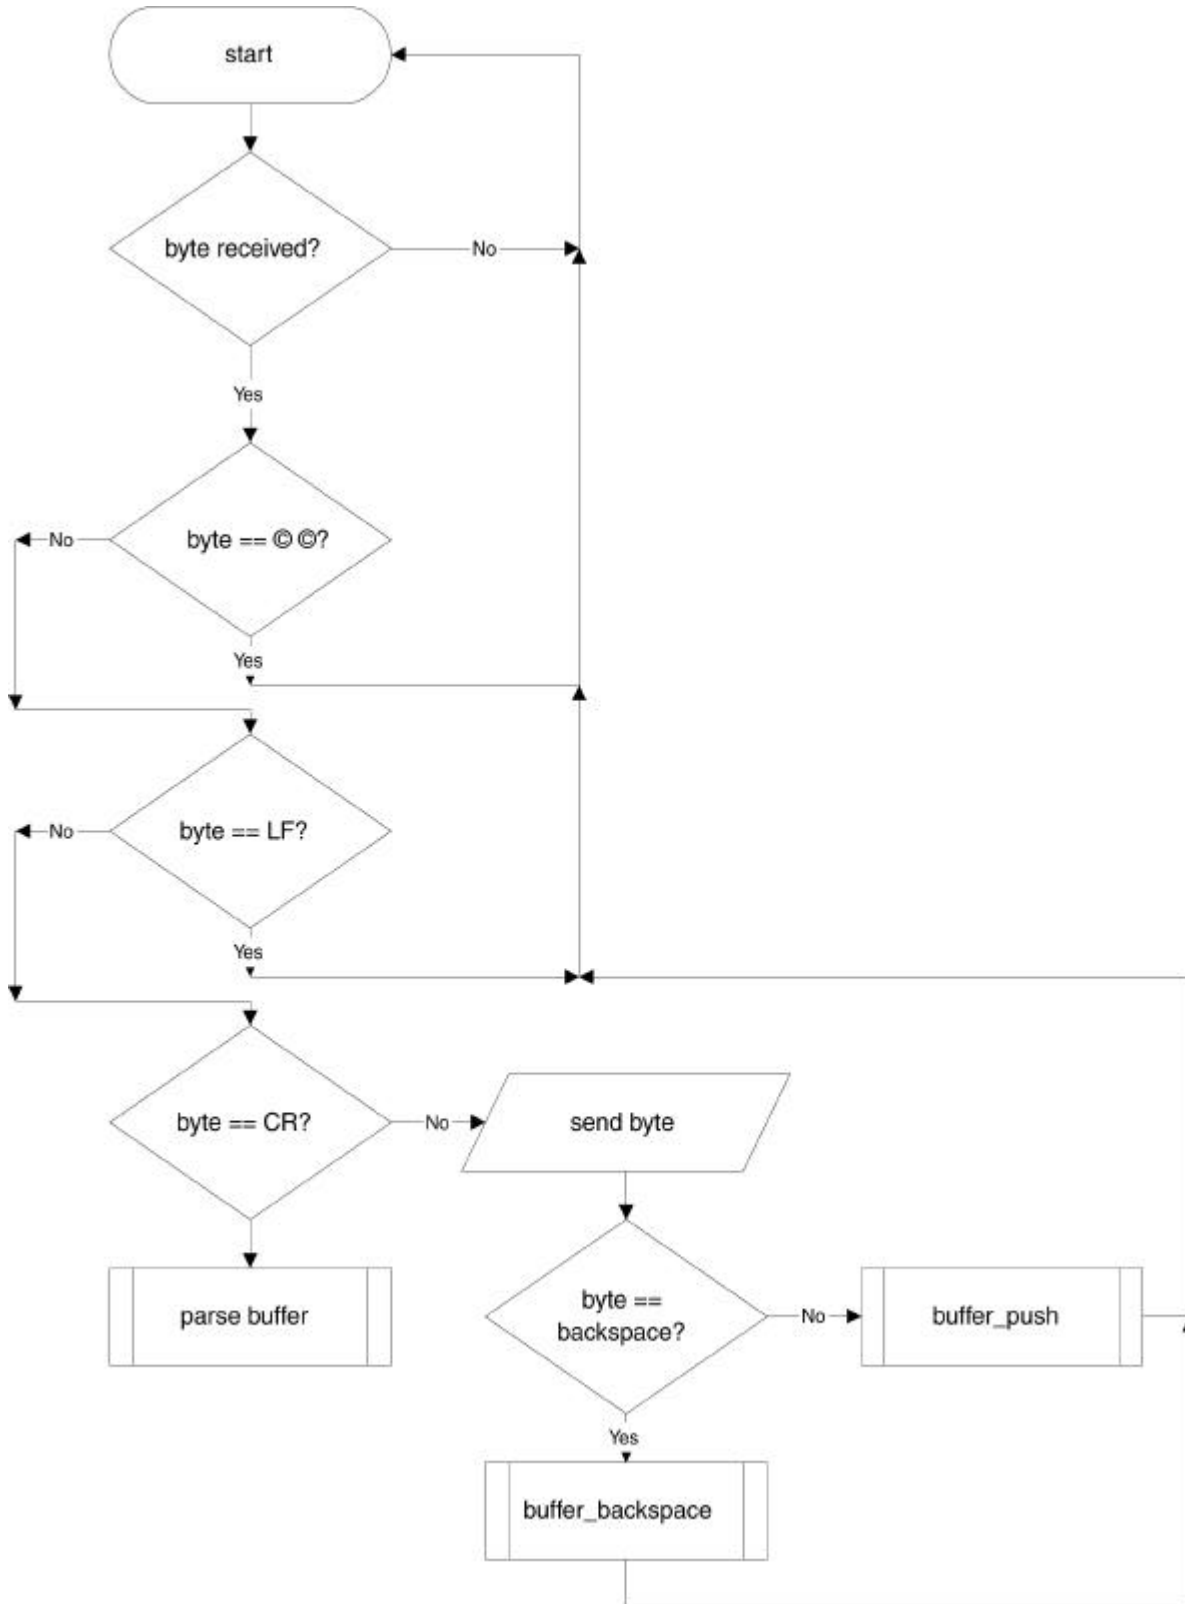 start
byte received?
No
Yes
byte == © ©?
No
Yes
byte == LF?
No
Yes
byte == CR?
No
send byte
parse buffer
byte ==
backspace?
No
buffer_push
Yes
buffer_backspace